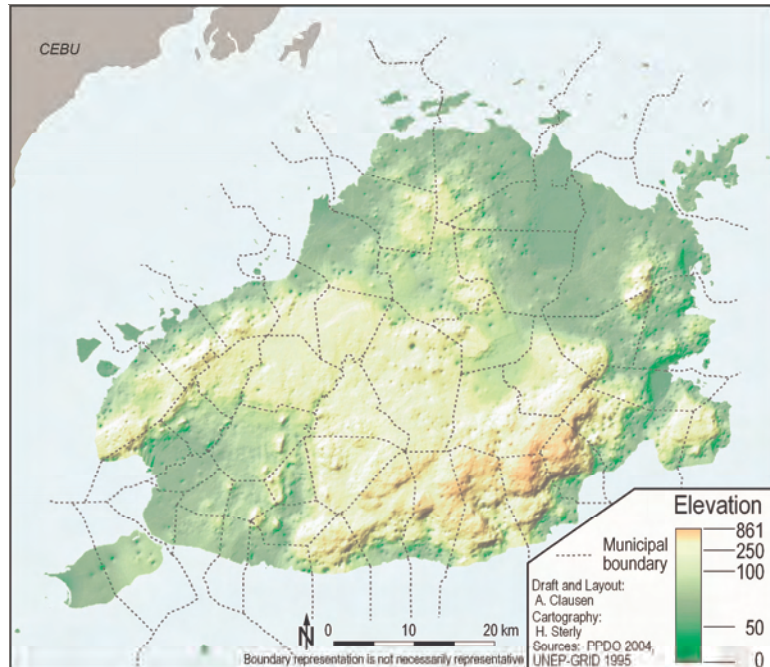 CEBU
Elevation
861
250
100
50
0
Municipal
boundary
Draft and Layout:
A. Clausen
Cartography:
H. Sterly
Sources: PPDO 2004,
UNEP-GRID 1995
N
0 10 20 km
Boundary representation is not necessarily representative